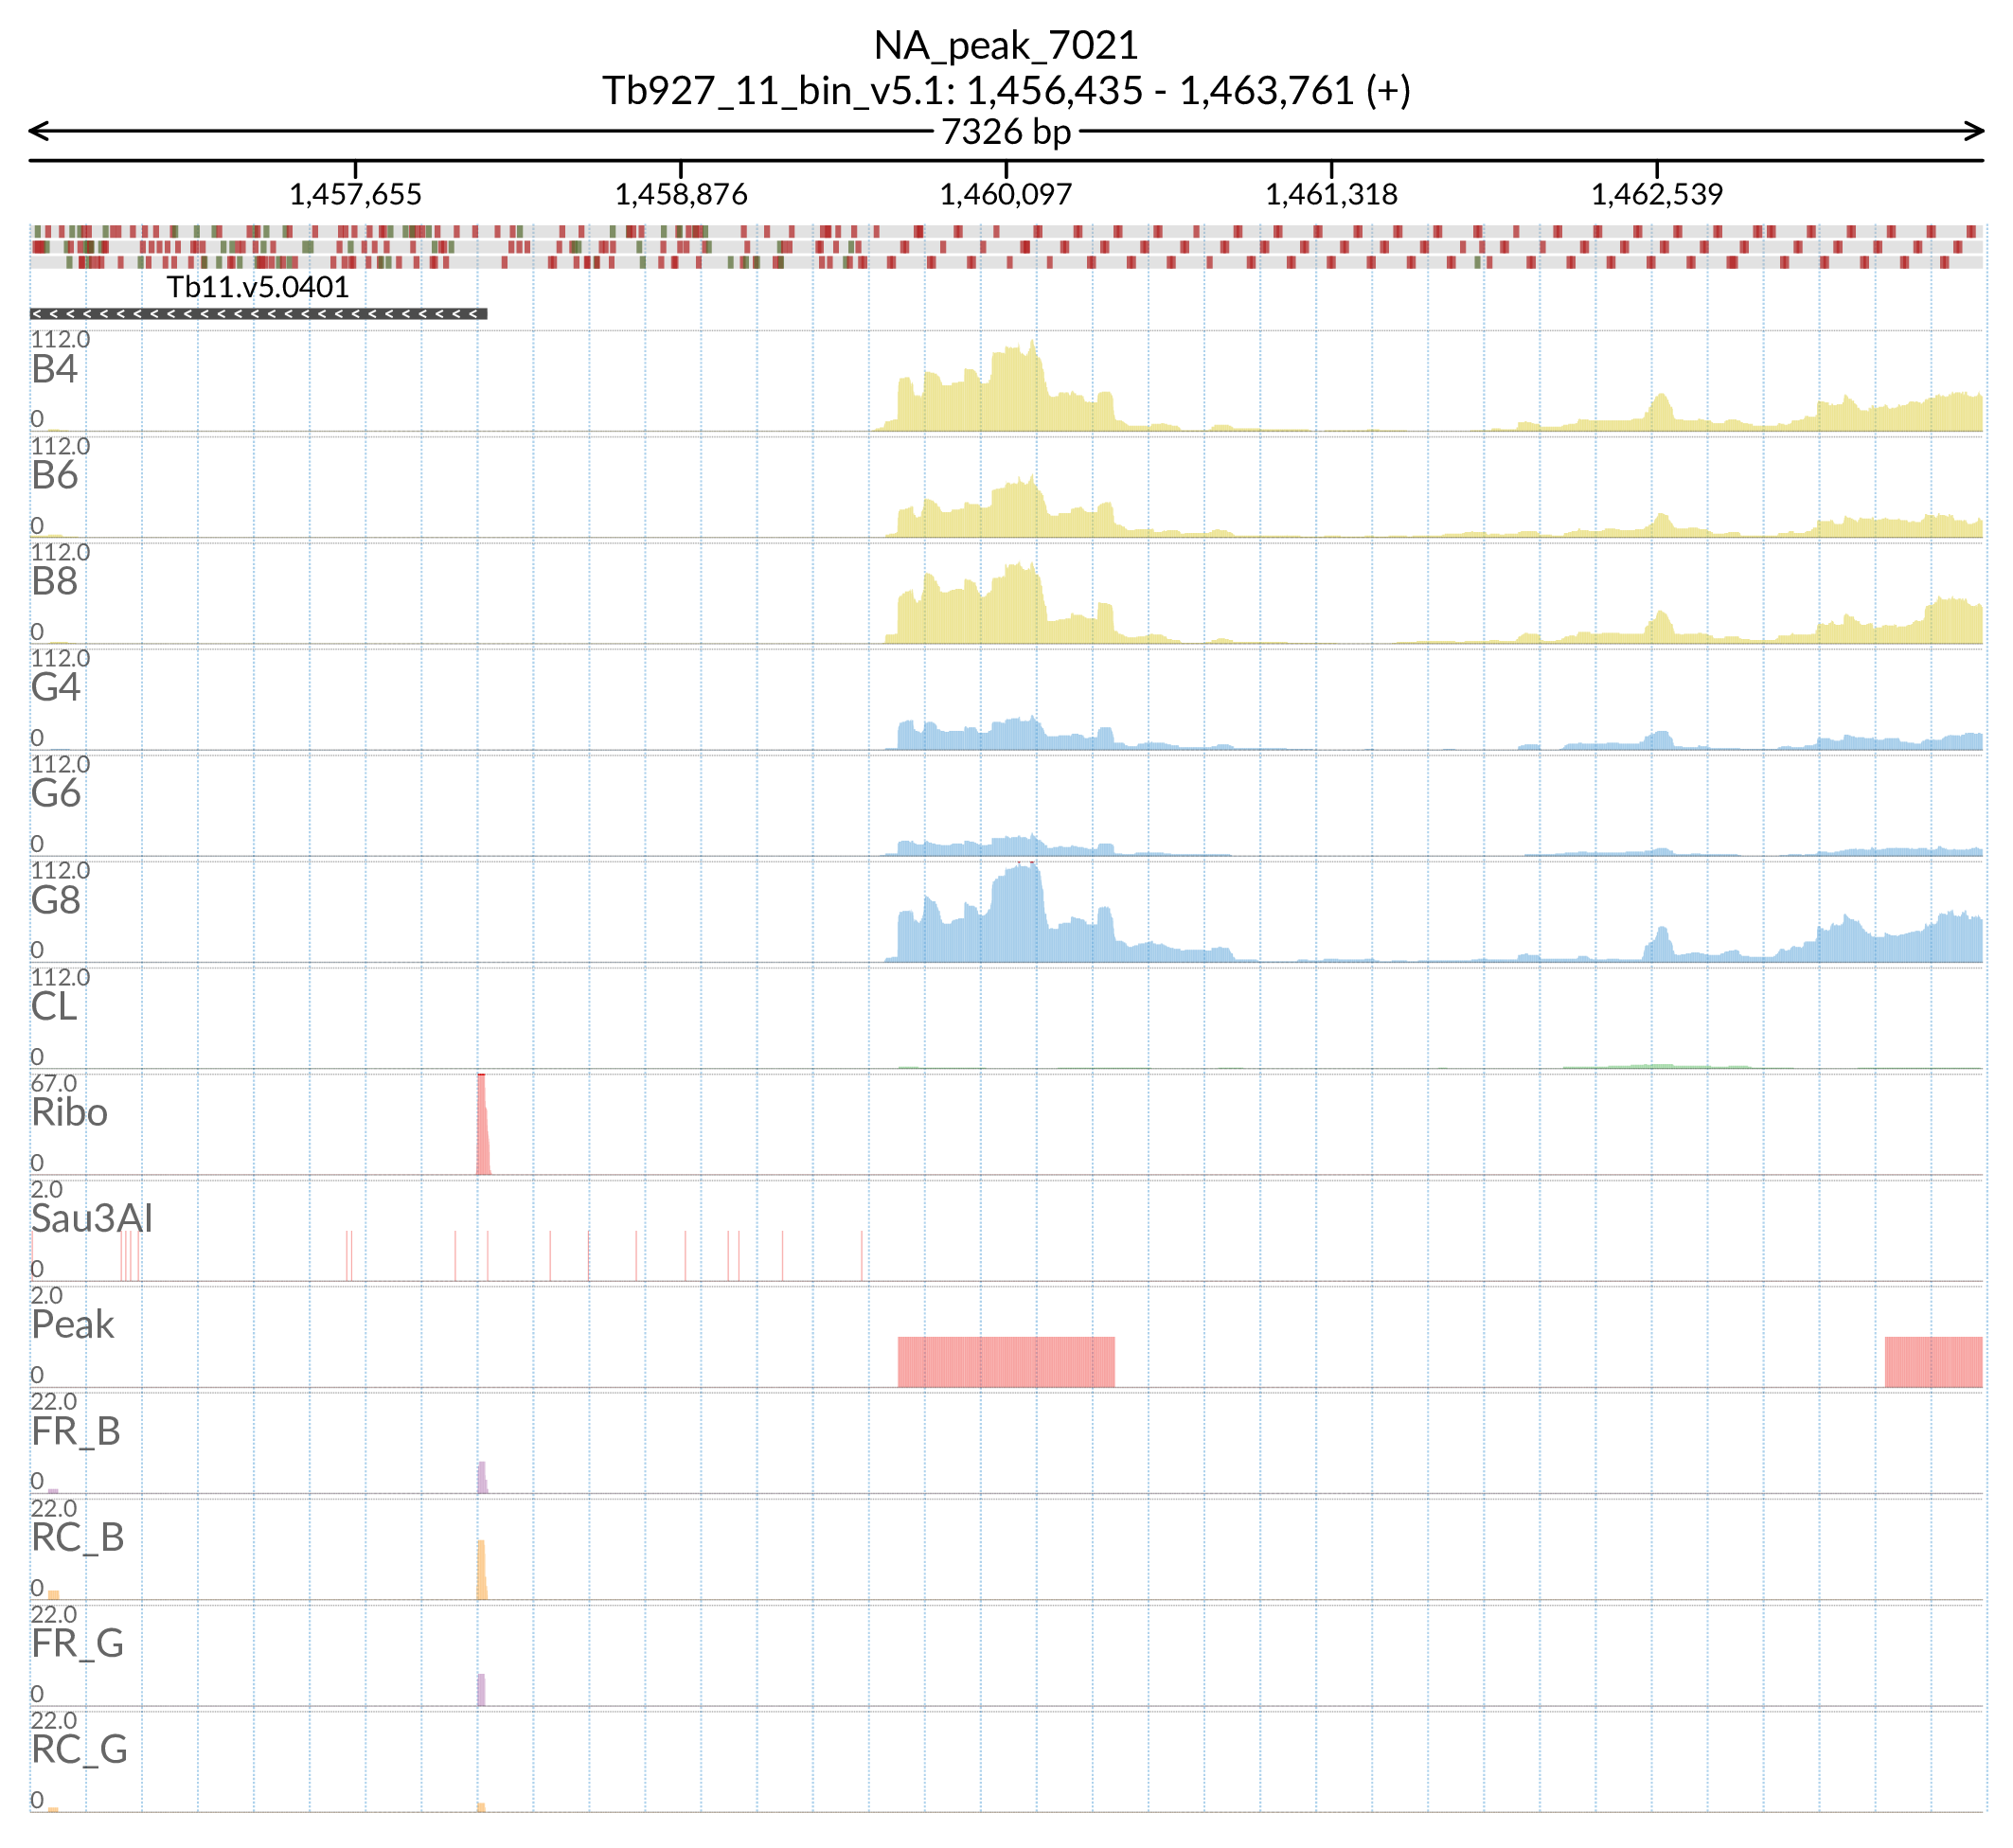 NA_peak_7021
Tb927_11_bin_v5.1: 1,456,435 - 1,463,761 (+)
7326 bp
1,457,655 1,458,876 1,460,097 1,461,318 1,462,539
Tb11.v5.0401
112.0
B4
0
112.0
B6
0
112.0
B8
0
112.0
G4
0
112.0
G6
0
112.0
G8
0
112.0
CL
0
67.0
Ribo
0
2.0
Sau3AI
0
2.0
Peak
0
22.0
FR_B
0
22.0
RC_B
0
22.0
FR_G
0
22.0
RC_G
0